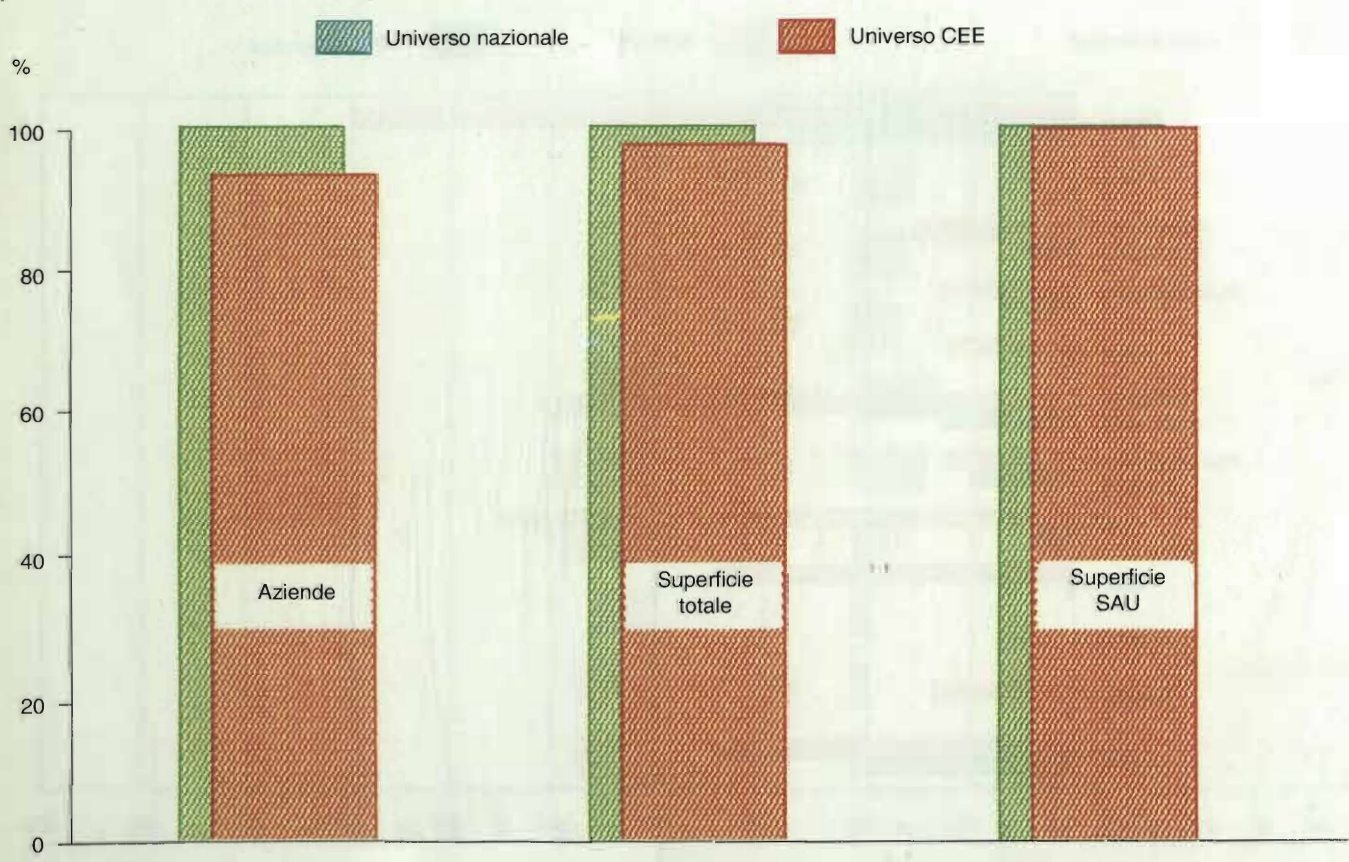 Universo nazionale
Universo CEE
%
100
80
60
40
20
0
Aziende
Superficie
totale
Superficie
SAU